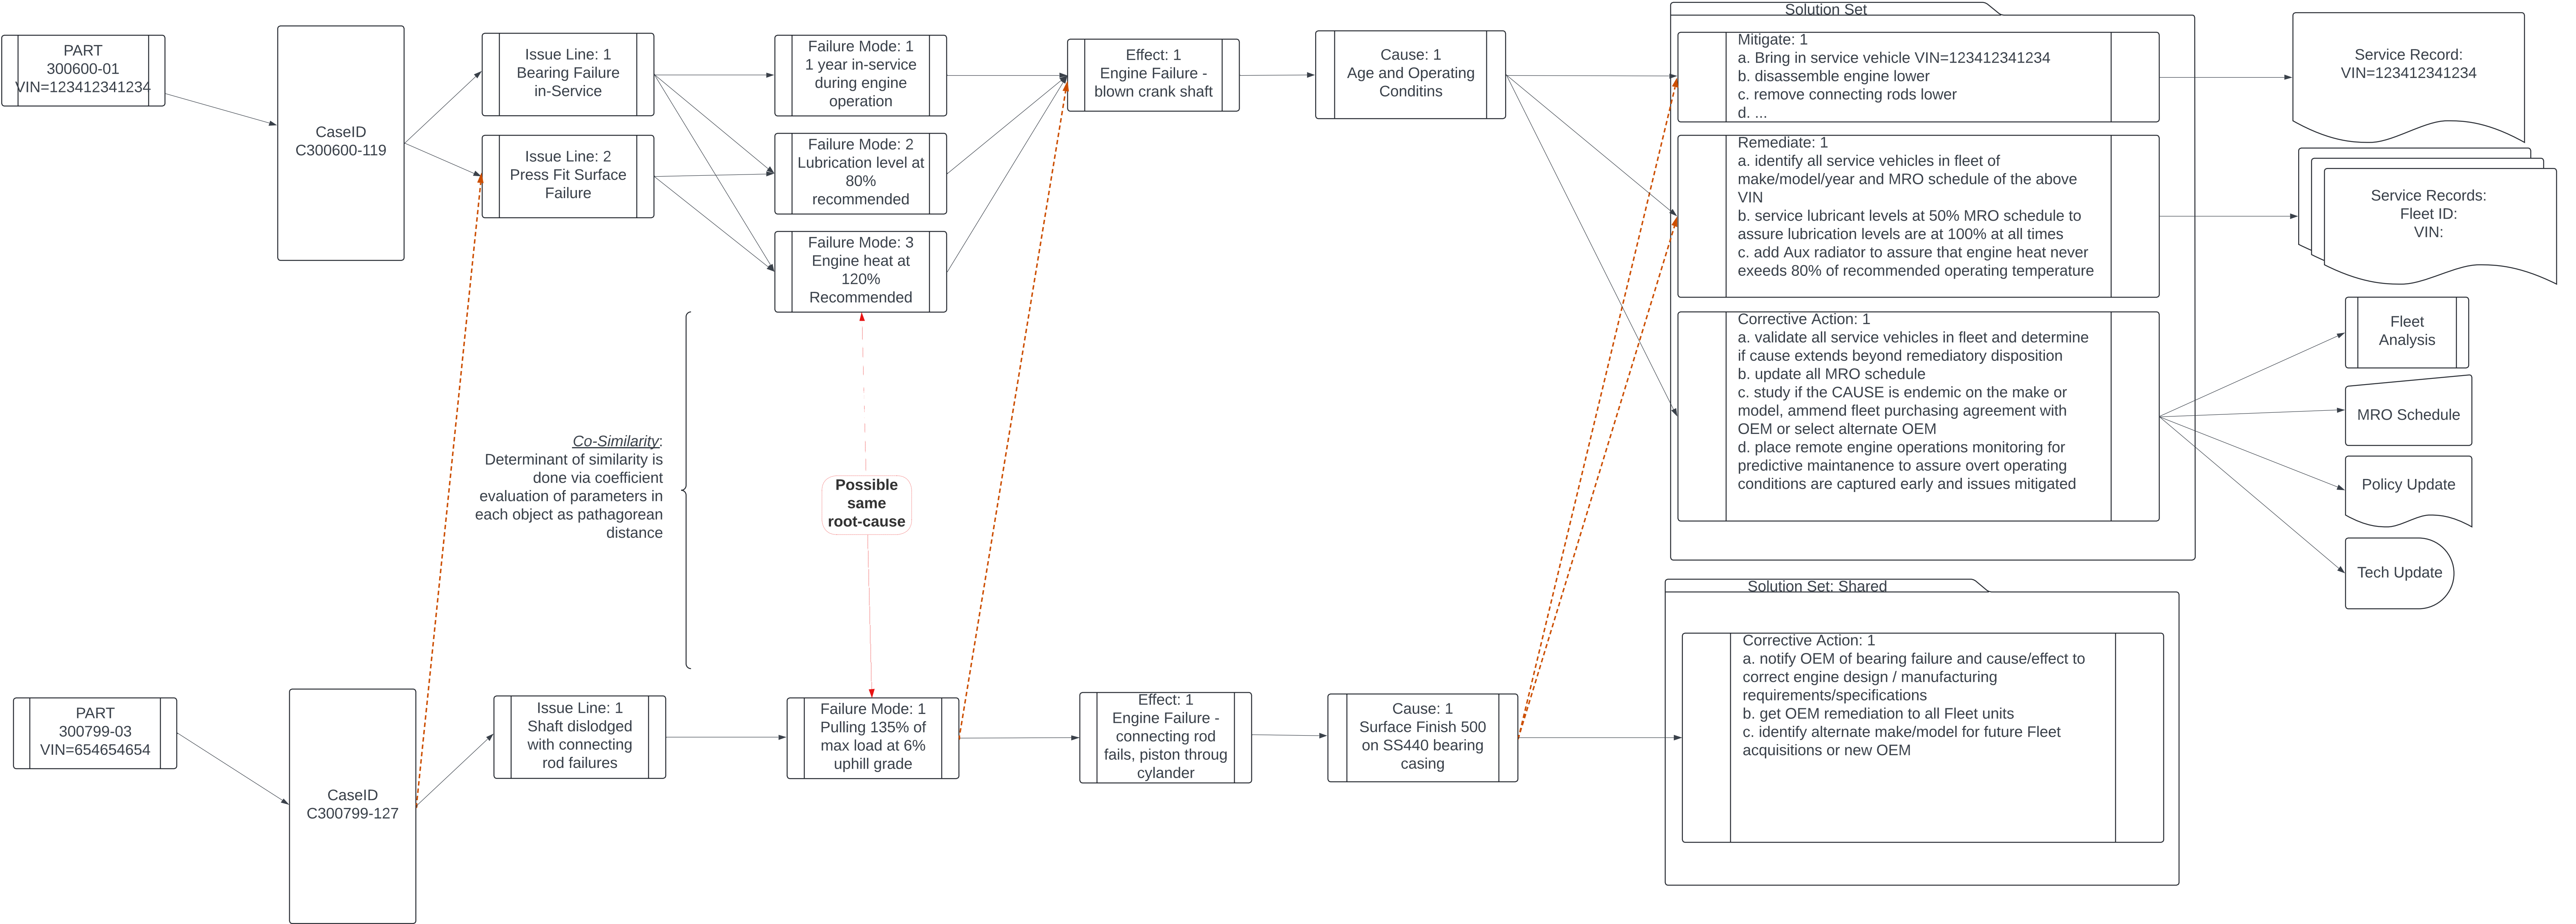 PART
300600-01
VIN=123412341234
CaseID
C300600-119
Issue Line: 1
Bearing Failure
in-Service
Issue Line: 2
Press Fit Surface
Failure
Failure Mode: 1
1 year in-service
during engine
operation
Failure Mode: 2
Lubrication level at
80%
recommended
Failure Mode: 3
Engine heat at
120%
Recommended
Effect: 1
Engine Failure -
blown crank shaft
Cause: 1
Age and Operating
Conditins
Solution Set
Mitigate: 1
a. Bring in service vehicle VIN=123412341234
b. disassemble engine lower
c. remove connecting rods lower
d. ...
Remediate: 1
a. identify all service vehicles in fleet of
make/model/year and MRO schedule of the above
VIN
b. service lubricant levels at 50% MRO schedule to
assure lubrication levels are at 100% at all times
c. add Aux radiator to assure that engine heat never
exceeds 80% of recommended operating temperature
Corrective Action: 1
a. validate all service vehicles in fleet and determine
if cause extends beyond remediatory disposition
b. update all MRO schedule
c. study if the CAUSE is endemic on the make or
model, ammend fleet purchasing agreement with
OEM or select alternate OEM
d. place remote engine operations monitoring for
predictive maintanence to assure overt operating
conditions are captured early and issues mitigated
Service Record:
VIN=123412341234
Service Records:
Fleet ID:
VIN:
Fleet
Analysis
MRO Schedule
Policy Update
Tech Update
Co-Similarity:
Determinant of similarity is
done via coefficient
evaluation of parameters in
each object as pathagorean
distance
Possible
same
root-cause
PART
300799-03
VIN=654654654
CaseID
C300799-127
Issue Line: 1
Shaft dislodged
with connecting
rod failures
Failure Mode: 1
Pulling 135% of
max load at 6%
uphill grade
Effect: 1
Engine Failure -
connecting rod
fails, piston throug
cylander
Cause: 1
Surface Finish 500
on SS440 bearing
casing
Solution Set: Shared
Corrective Action: 1
a. notify OEM of bearing failure and cause/effect to
correct engine design / manufacturing
requirements/specifications
b. get OEM remediation to all Fleet units
c. identify alternate make/model for future Fleet
acquisitions or new OEM